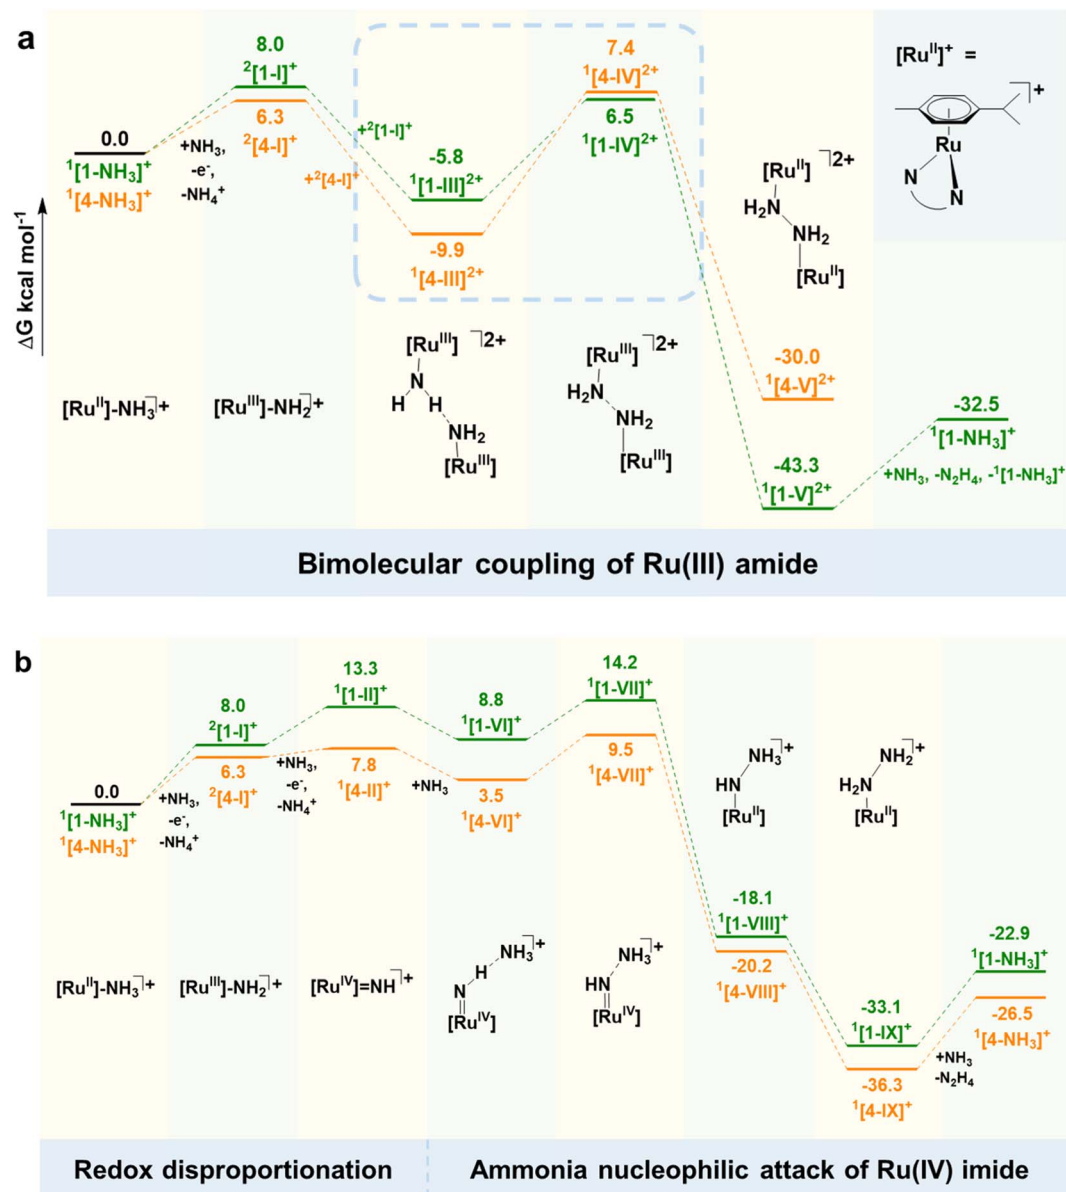 a
8.0
²[1-I]⁺
6.3
²[4-I]⁺
0.0
¹[1-NH₃]⁺
¹[4-NH₃]⁺
+NH₃,
-e⁻,
-NH₄⁺
+²[1-I]⁺
+²[4-I]⁺
-5.8
¹[1-III]²⁺
-9.9
¹[4-III]²⁺
7.4
¹[4-IV]²⁺
6.5
¹[1-IV]²⁺
[Ruᴵᴵ]⁺ =
+
Ru
N
N
[Ruᴵᴵ]
2+
H₂N
NH₂
[Ruᴵᴵ]
ΔG kcal mol⁻¹
[Ruᴵᴵ]-NH₃⁺
[Ruᴵᴵᴵ]-NH₂⁺
[Ruᴵᴵᴵ]
2+
N
H
H
NH₂
[Ruᴵᴵᴵ]
[Ruᴵᴵᴵ]
2+
H₂N
NH₂
[Ruᴵᴵᴵ]
-30.0
¹[4-V]²⁺
-43.3
¹[1-V]²⁺
-32.5
¹[1-NH₃]⁺
+NH₃, -N₂H₄, -¹[1-NH₃]⁺
Bimolecular coupling of Ru(III) amide
b
0.0
¹[1-NH₃]⁺
¹[4-NH₃]⁺
+NH₃,
-e⁻,
-NH₄⁺
8.0
²[1-I]⁺
6.3
²[4-I]⁺
+NH₃,
-e⁻,
-NH₄⁺
13.3
¹[1-II]⁺
7.8
¹[4-II]⁺
+NH₃
8.8
¹[1-VI]⁺
3.5
¹[4-VI]⁺
14.2
¹[1-VII]⁺
9.5
¹[4-VII]⁺
NH₃⁺
HN
[Ruᴵᴵ]
NH₂⁺
H₂N
[Ruᴵᴵ]
[Ruᴵᴵ]-NH₃⁺
[Ruᴵᴵᴵ]-NH₂⁺
[Ruᴵⱽ]=NH⁺
NH₃⁺
H
N
[Ruᴵⱽ]
NH₃⁺
HN
[Ruᴵⱽ]
-18.1
¹[1-VIII]⁺
-20.2
¹[4-VIII]⁺
-33.1
¹[1-IX]⁺
-36.3
¹[4-IX]⁺
+NH₃
-N₂H₄
-22.9
¹[1-NH₃]⁺
-26.5
¹[4-NH₃]⁺
Redox disproportionation
Ammonia nucleophilic attack of Ru(IV) imide